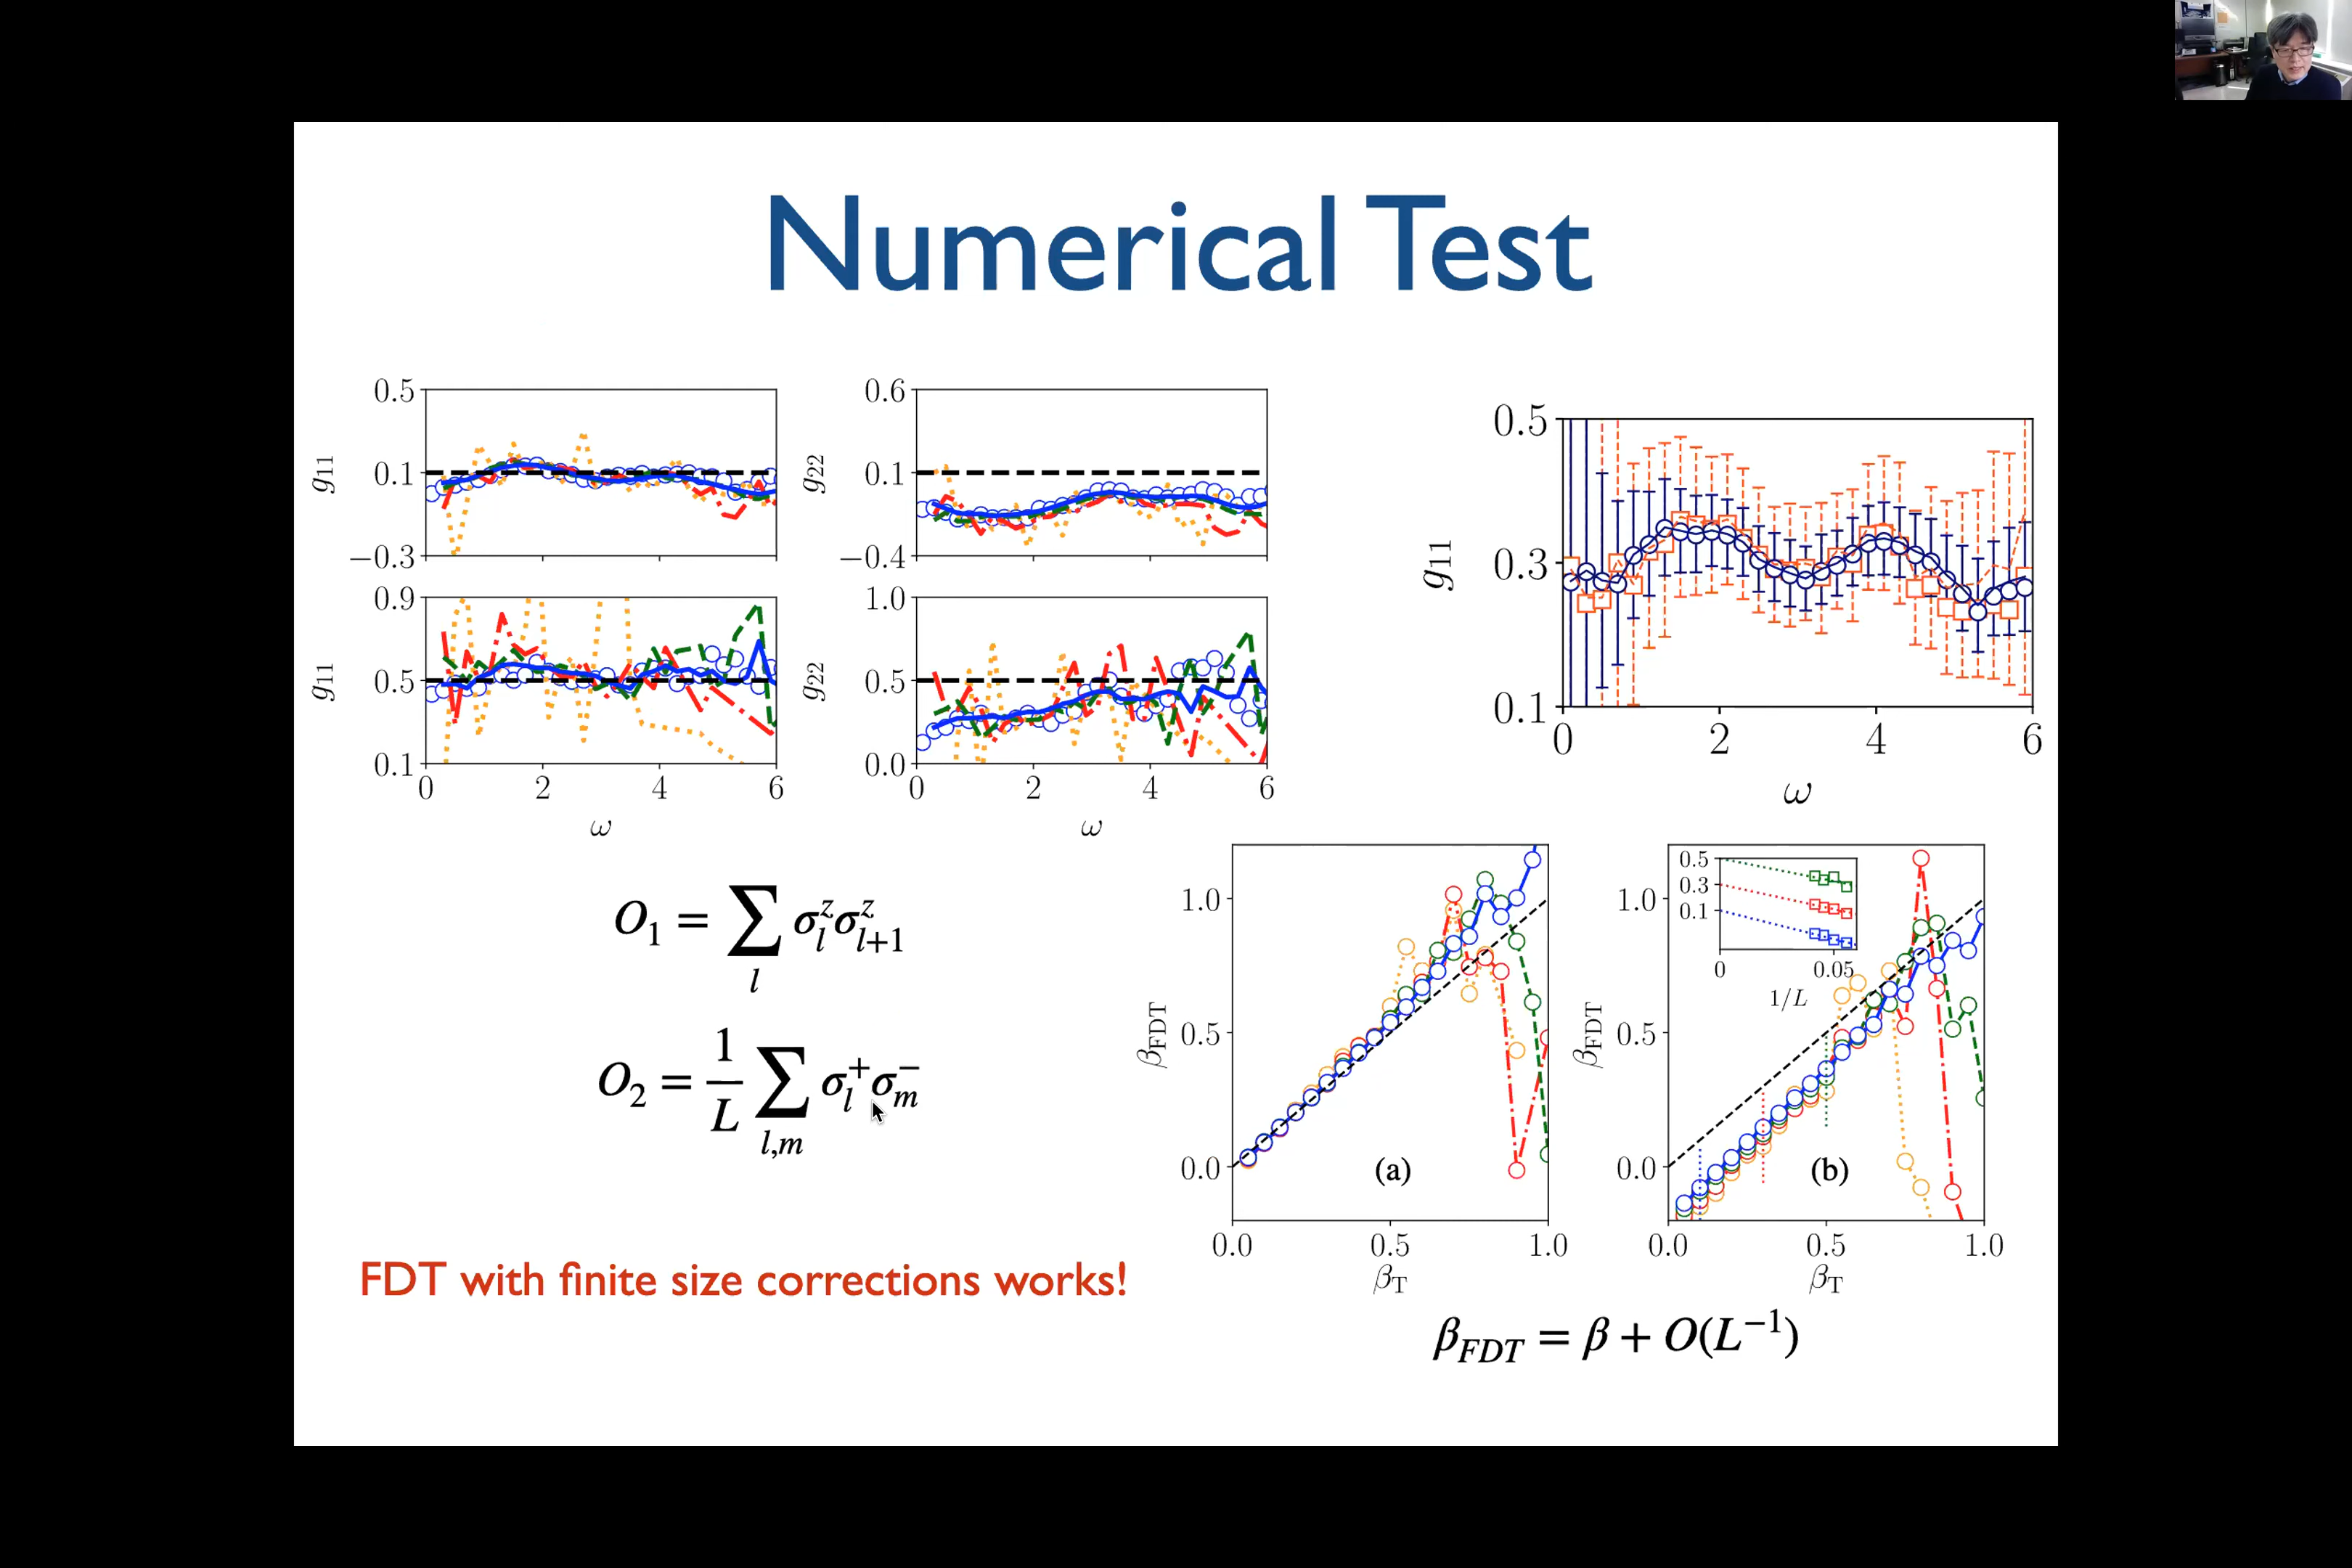 Numerical Test
0.5
0.1
−0.3
g₁₁
0.6
0.1
−0.4
g₂₂
0.9
0.5
0.1
g₁₁
0 2 4 6
ω
1.0
0.5
0.0
g₂₂
0 2 4 6
ω
0.5
0.3
0.1
g₁₁
0 2 4 6
ω
O₁ = ∑ₗ σₗᶻσₗ₊₁ᶻ
O₂ = 1/L ∑ₗ,ₘ σₗ⁺σₘ⁻
FDT with finite size corrections works!
1.0
0.5
0.0
β_FDT
(a)
0.0 0.5 1.0
β_T
0.5
0.3
0.1
0 0.05
1/L
1.0
0.5
0.0
β_FDT
(b)
0.0 0.5 1.0
β_T
β_FDT = β + O(L⁻¹)